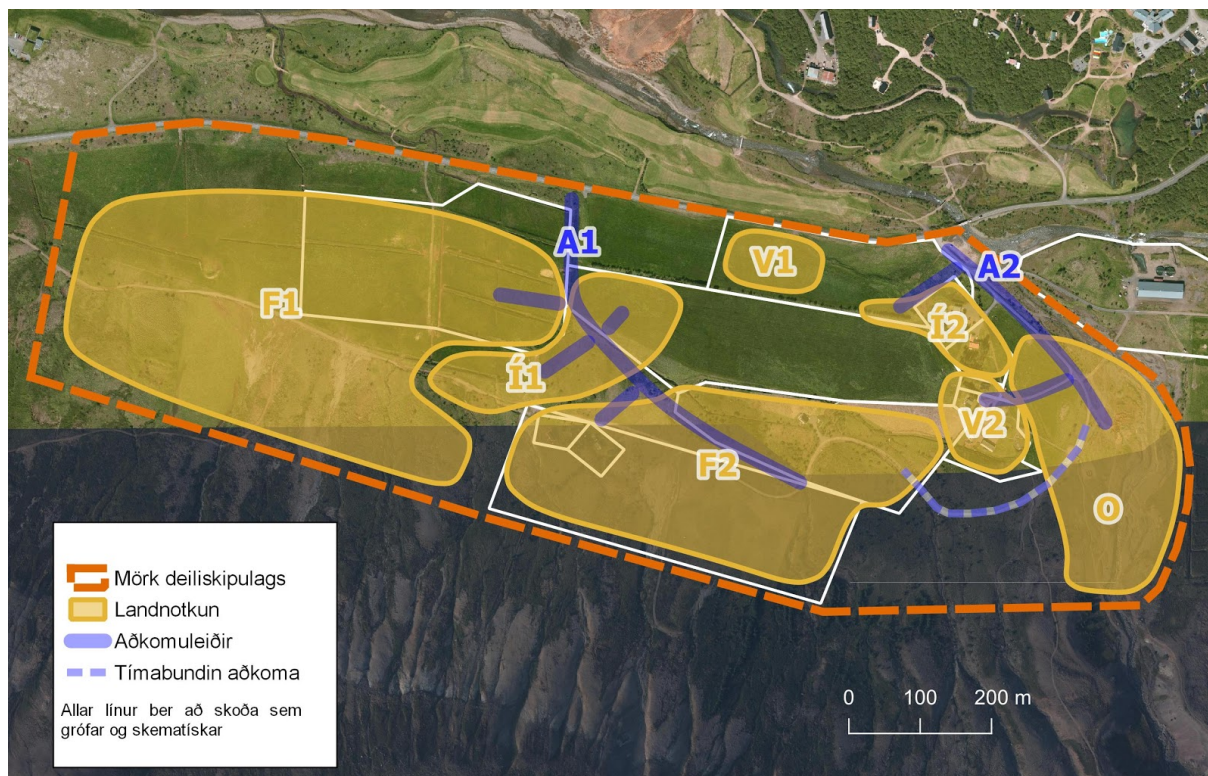 A1
V1
A2
F1
Í2
Í1
V2
F2
O
Mörk deiliskipulags
Landnotkun
Aðkomuleiðir
Tímabundin aðkoma
Allar línur ber að skoða sem
grófar og skematískar
0 100 200 m